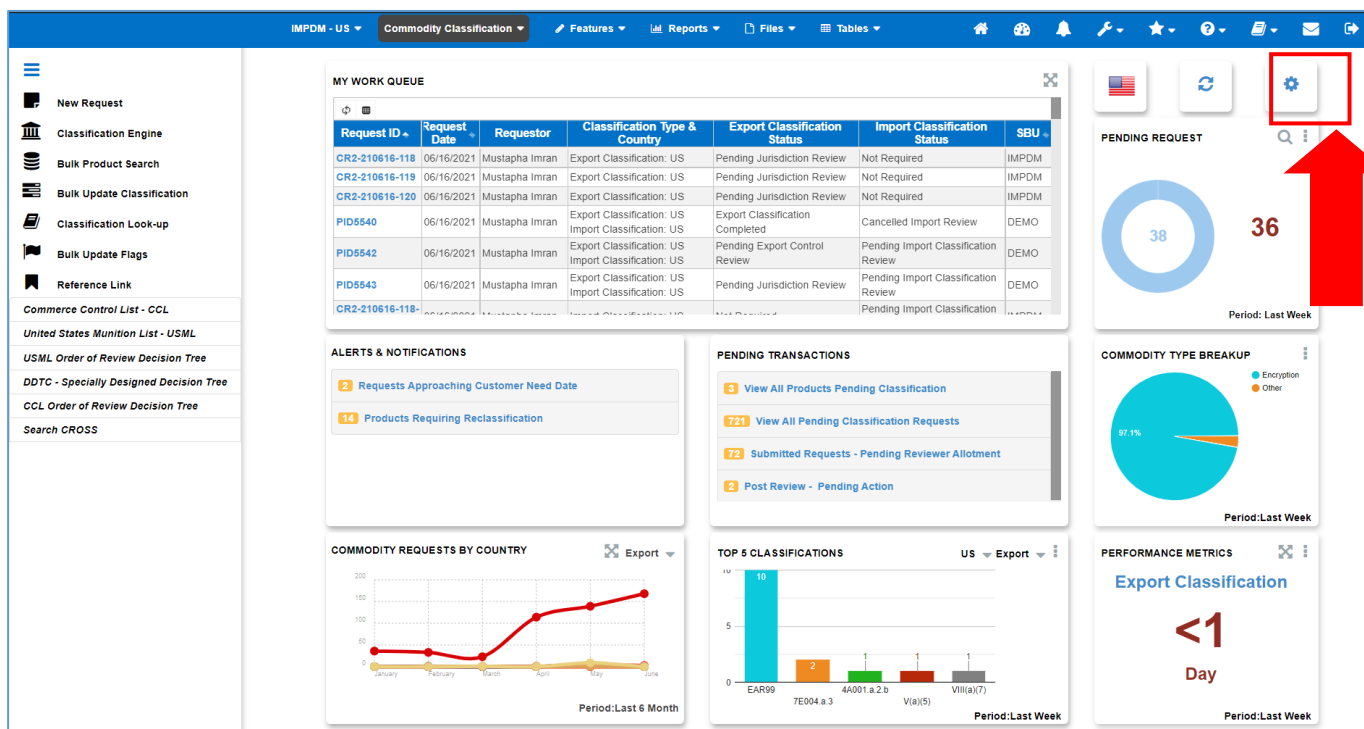 IMPDM - US Commodity Classification Features Reports Files Tables
New Request
Classification Engine
Bulk Product Search
Bulk Update Classification
Classification Look-up
Bulk Update Flags
Reference Link
Commerce Control List - CCL
United States Munition List - USML
USML Order of Review Decision Tree
DDTC - Specially Designed Decision Tree
CCL Order of Review Decision Tree
Search CROSS
MY WORK QUEUE
Request ID Request Date Requestor Classification Type & Country Export Classification Status Import Classification Status SBU
CR2-210616-118 06/16/2021 Mustapha Imran Export Classification: US Pending Jurisdiction Review Not Required IMPDM
CR2-210616-119 06/16/2021 Mustapha Imran Export Classification: US Pending Jurisdiction Review Not Required IMPDM
CR2-210616-120 06/16/2021 Mustapha Imran Export Classification: US Pending Jurisdiction Review Not Required IMPDM
PID5540 06/16/2021 Mustapha Imran Export Classification: US Import Classification: US Export Classification Completed Cancelled Import Review DEMO
PID5542 06/16/2021 Mustapha Imran Export Classification: US Import Classification: US Pending Export Control Review Pending Import Classification Review DEMO
PID5543 06/16/2021 Mustapha Imran Export Classification: US Import Classification: US Pending Jurisdiction Review Pending Import Classification Review DEMO
CR2-210616-118- Pending Import Classification
PENDING REQUEST
38
36
Period: Last Week
ALERTS & NOTIFICATIONS
2 Requests Approaching Customer Need Date
14 Products Requiring Reclassification
PENDING TRANSACTIONS
3 View All Products Pending Classification
721 View All Pending Classification Requests
72 Submitted Requests - Pending Reviewer Allotment
2 Post Review - Pending Action
COMMODITY TYPE BREAKUP
Encryption
Other
97.1%
Period:Last Week
COMMODITY REQUESTS BY COUNTRY Export
200
150
100
50
0
January February March April May June
Period:Last 6 Month
TOP 5 CLASSIFICATIONS US Export
10
10
5
2
1 1 1
0
EAR99 7E004.a.3 4A001.a.2.b V(a)(5) VIII(a)(7)
Period:Last Week
PERFORMANCE METRICS
Export Classification
<1
Day
Period:Last Week